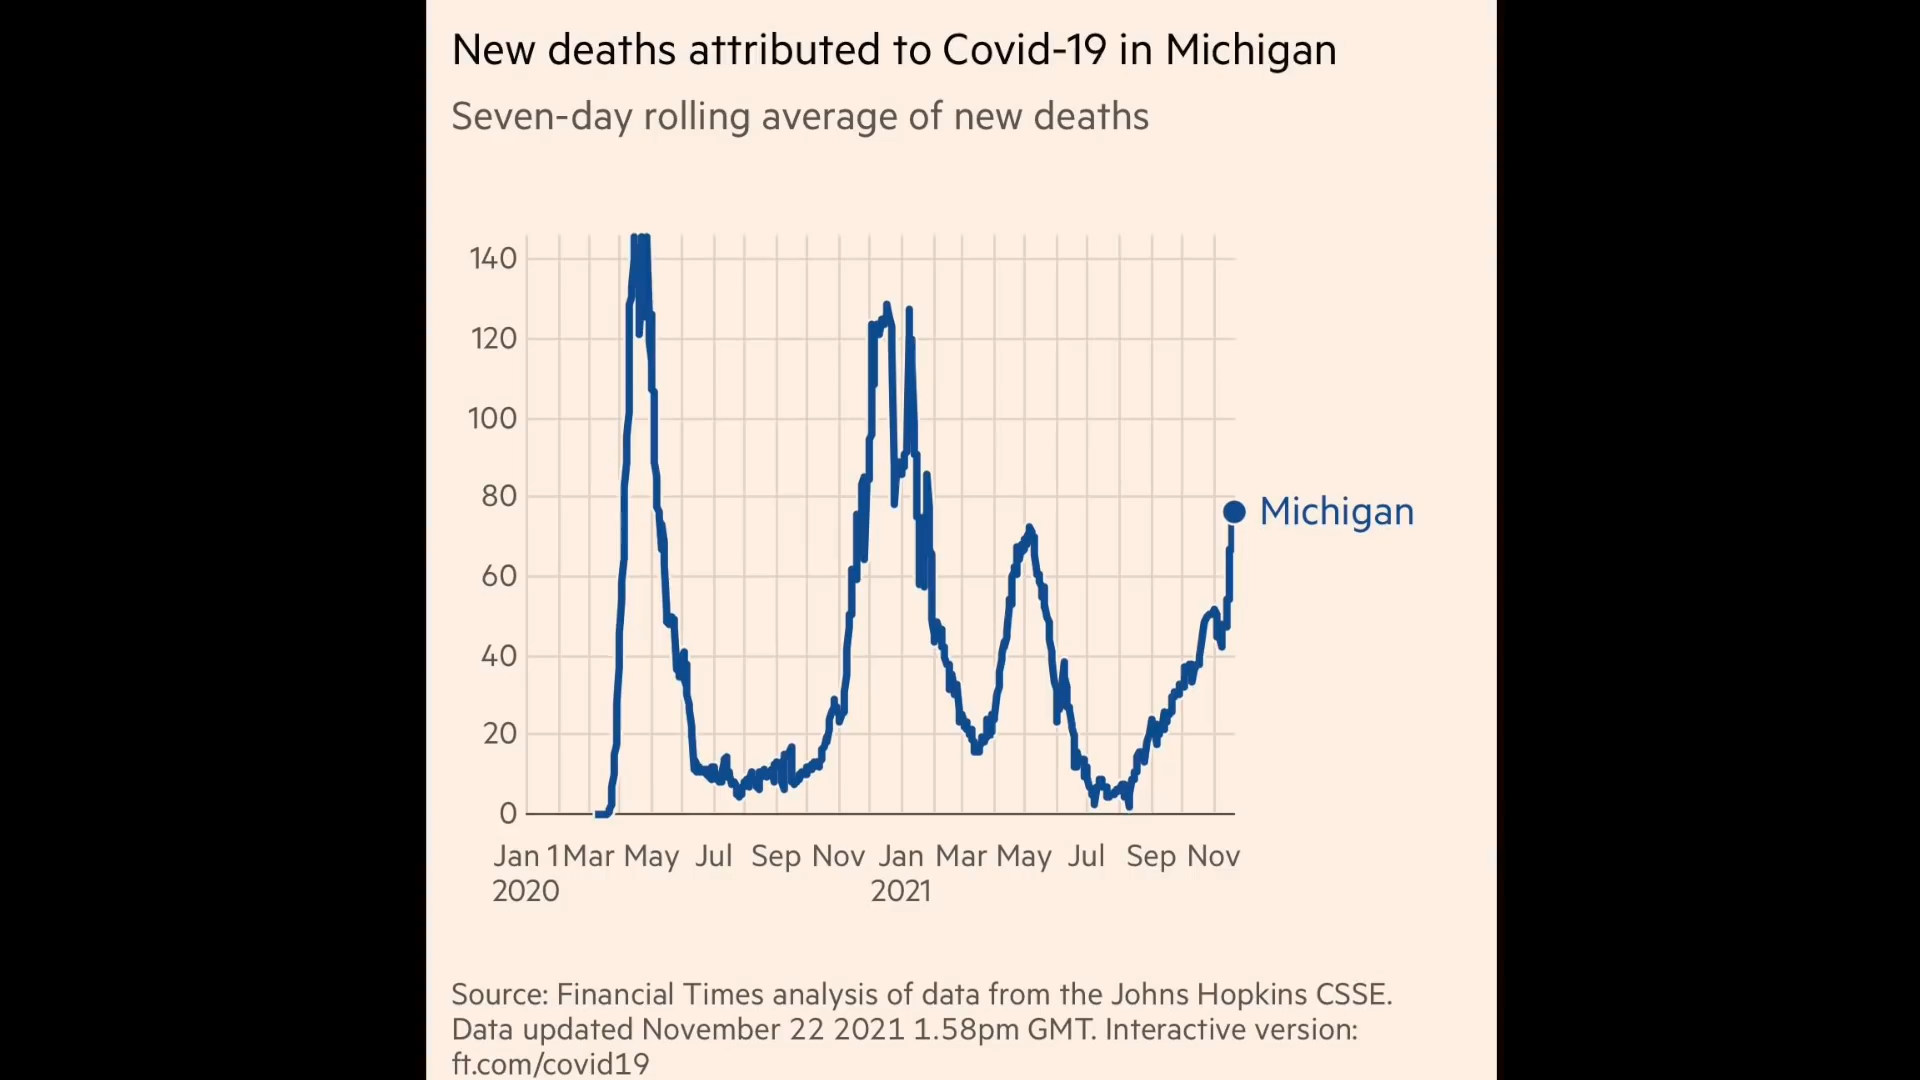 New deaths attributed to Covid-19 in Michigan
Seven-day rolling average of new deaths
140
120
100
80
Michigan
60
40
20
0
Jan 1 Mar May Jul Sep Nov Jan Mar May Jul Sep Nov
2020 2021
Source: Financial Times analysis of data from the Johns Hopkins CSSE.
Data updated November 22 2021 1.58pm GMT. Interactive version:
ft.com/covid19